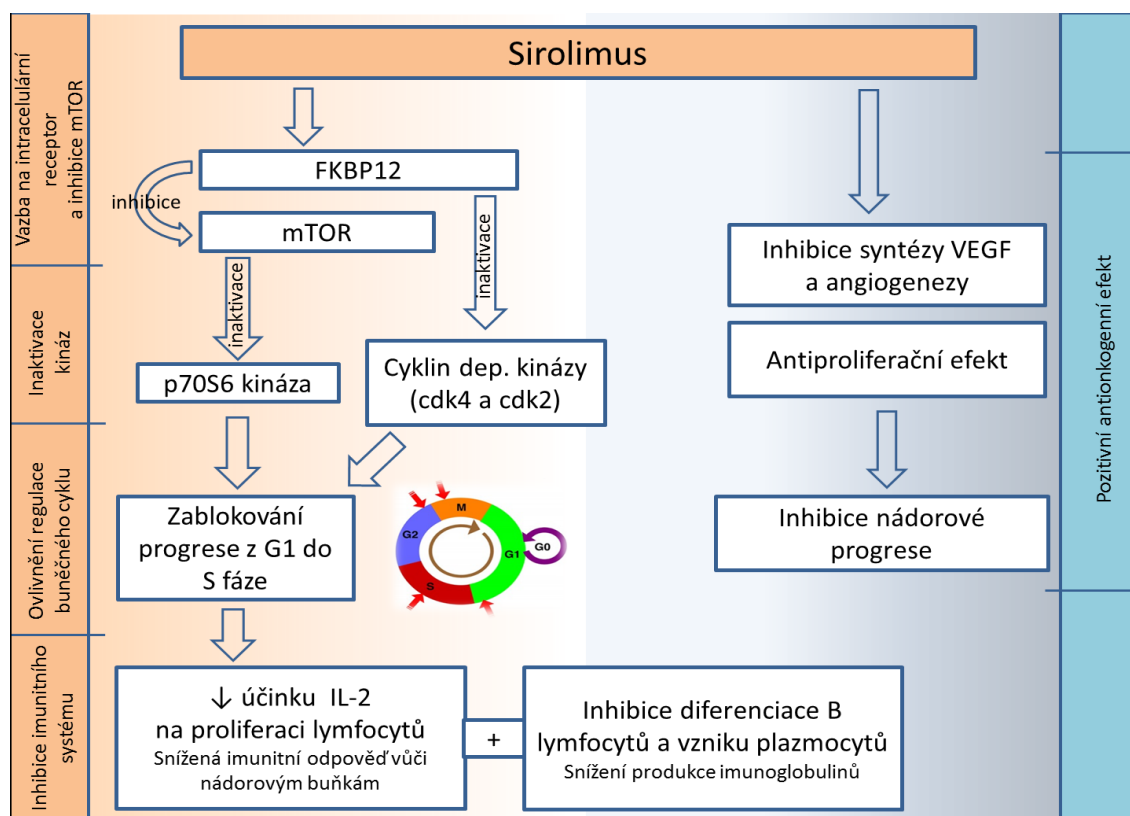 Sirolimus
Vazba na intracelulární
receptor
a inhibice mTOR
FKBP12
inhibice
mTOR
inaktivace
inaktivace
Inhibice syntézy VEGF
a angiogenezy
Antiproliferační efekt
Pozitivní antionkogenní efekt
Inaktivace
kináz
p70S6 kináza
Cyklin dep. kinázy
(cdk4 a cdk2)
Ovlivnění regulace
buněčného cyklu
Zablokování
progrese z G1 do
S fáze
M
G2
G1
G0
S
Inhibice nádorové
progrese
Inhibice imunitního
systému
↓ účinku IL-2
na proliferaci lymfocytů
Snížená imunitní odpověď vůči
nádorovým buňkám
+
Inhibice diferenciace B
lymfocytů a vzniku plazmocytů
Snížení produkce imunoglobulinů